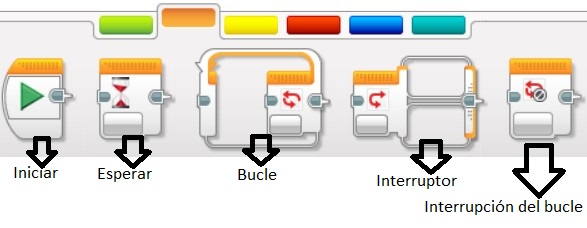 Iniciar
Esperar
Bucle
Interruptor
Interrupción del bucle